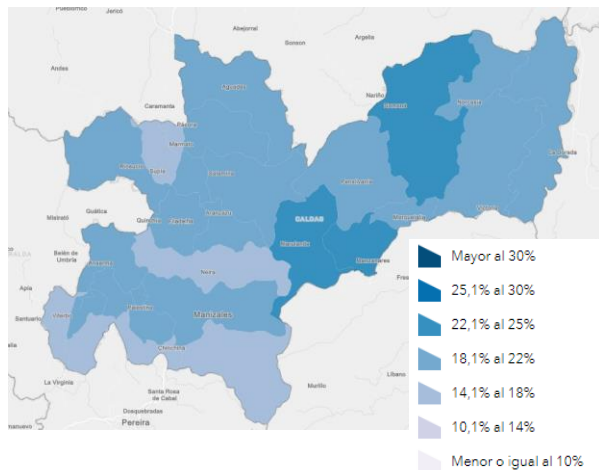 Pueblorrico
Jericó
Abejorral
Argelia
Sonson
Andes
Nariño
Aguadas
Caramanta
Samaná
Norcasia
Pácora
Marmato
Riosucio
Supía
La Dorada
Salamina
Pensilvania
Mistrató
Guática
Quinchía
Filadelfia
Aranzazu
CALDAS
Marquetalia
Victoria
Belén de
Umbría
Anserma
Marulanda
Manzanares
Neira
Fresno
Apía
Santuario
Viterbo
Palestina
Manizales
Chinchiná
La Virginia
Santa Rosa
de Cabal
Murillo
Líbano
Dosquebradas
Pereira
Mayor al 30%
25,1% al 30%
22,1% al 25%
18,1% al 22%
14,1% al 18%
10,1% al 14%
Menor o igual al 10%